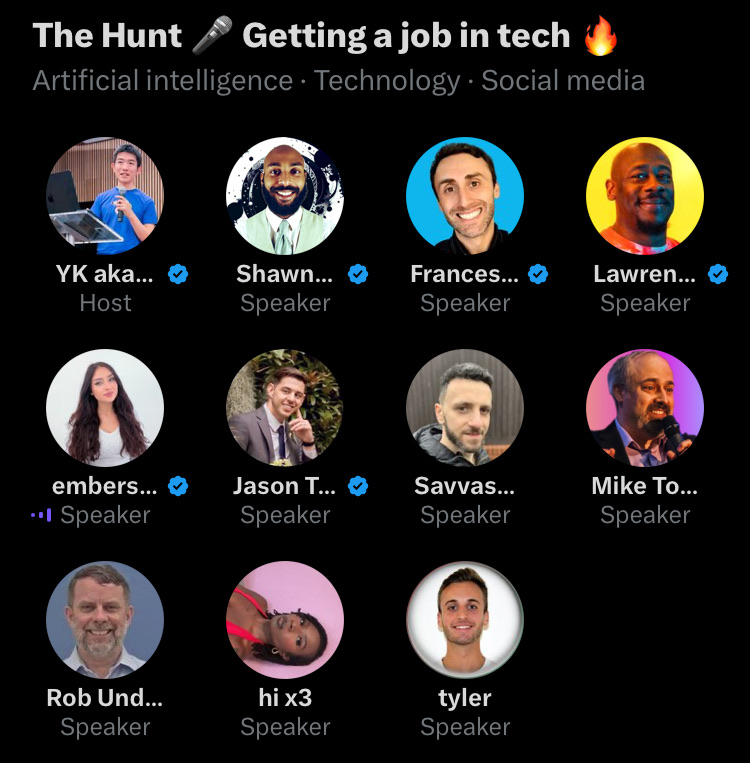 The Hunt 🎤 Getting a job in tech 🔥
Artificial intelligence · Technology · Social media
YK aka... Shawn... Frances... Lawren...
Host Speaker Speaker Speaker
embers... Jason T... Savvas... Mike To...
Speaker Speaker Speaker Speaker
Rob Und... hi x3 tyler
Speaker Speaker Speaker